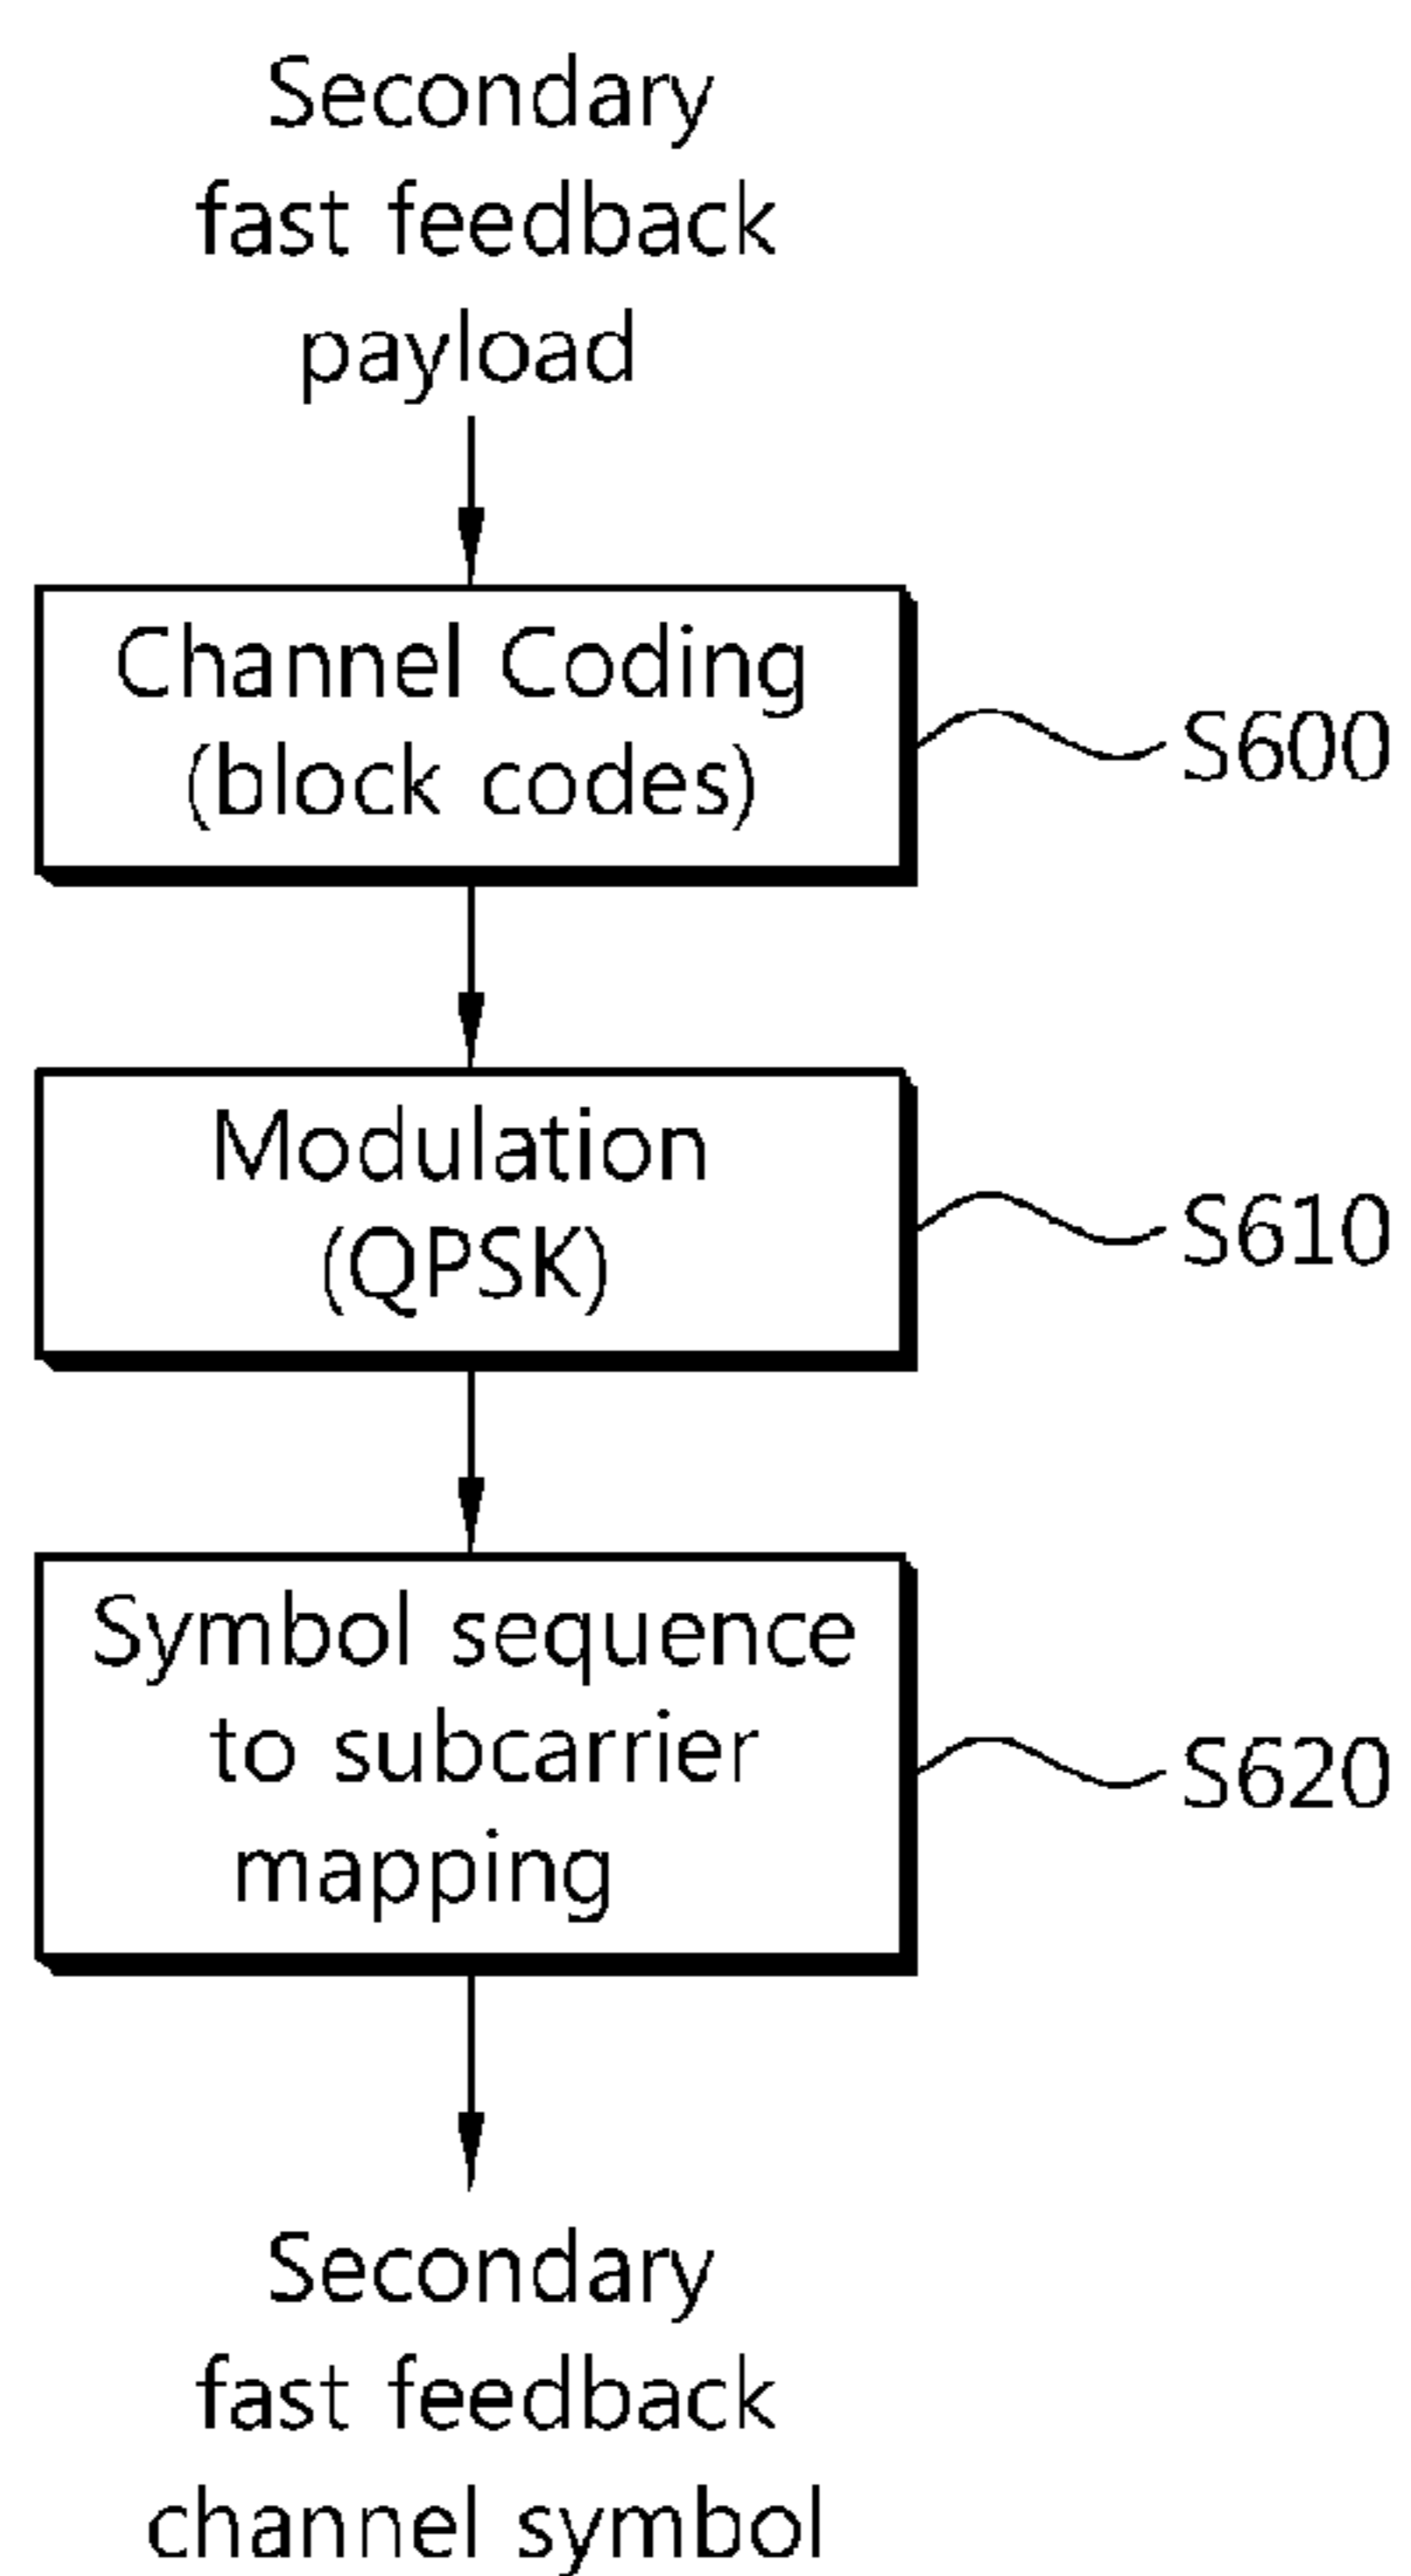 Secondary
fast feedback
payload
Channel Coding
(block codes)
S600
Modulation
(QPSK)
S610
Symbol sequence
to subcarrier
mapping
S620
Secondary
fast feedback
channel symbol